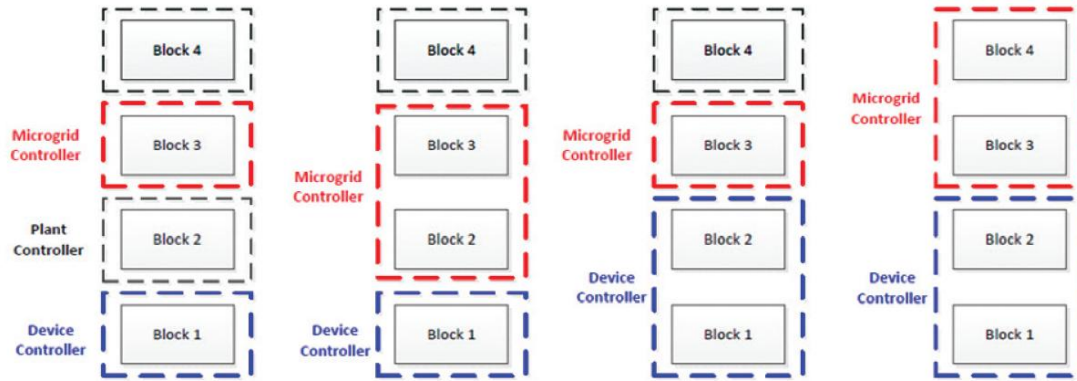 Block 4
Microgrid
Controller
Block 3
Plant
Controller
Block 2
Device
Controller
Block 1
Block 4
Block 3
Microgrid
Controller
Block 2
Device
Controller
Block 1
Block 4
Microgrid
Controller
Block 3
Block 2
Device
Controller
Block 1
Block 4
Microgrid
Controller
Block 3
Block 2
Device
Controller
Block 1